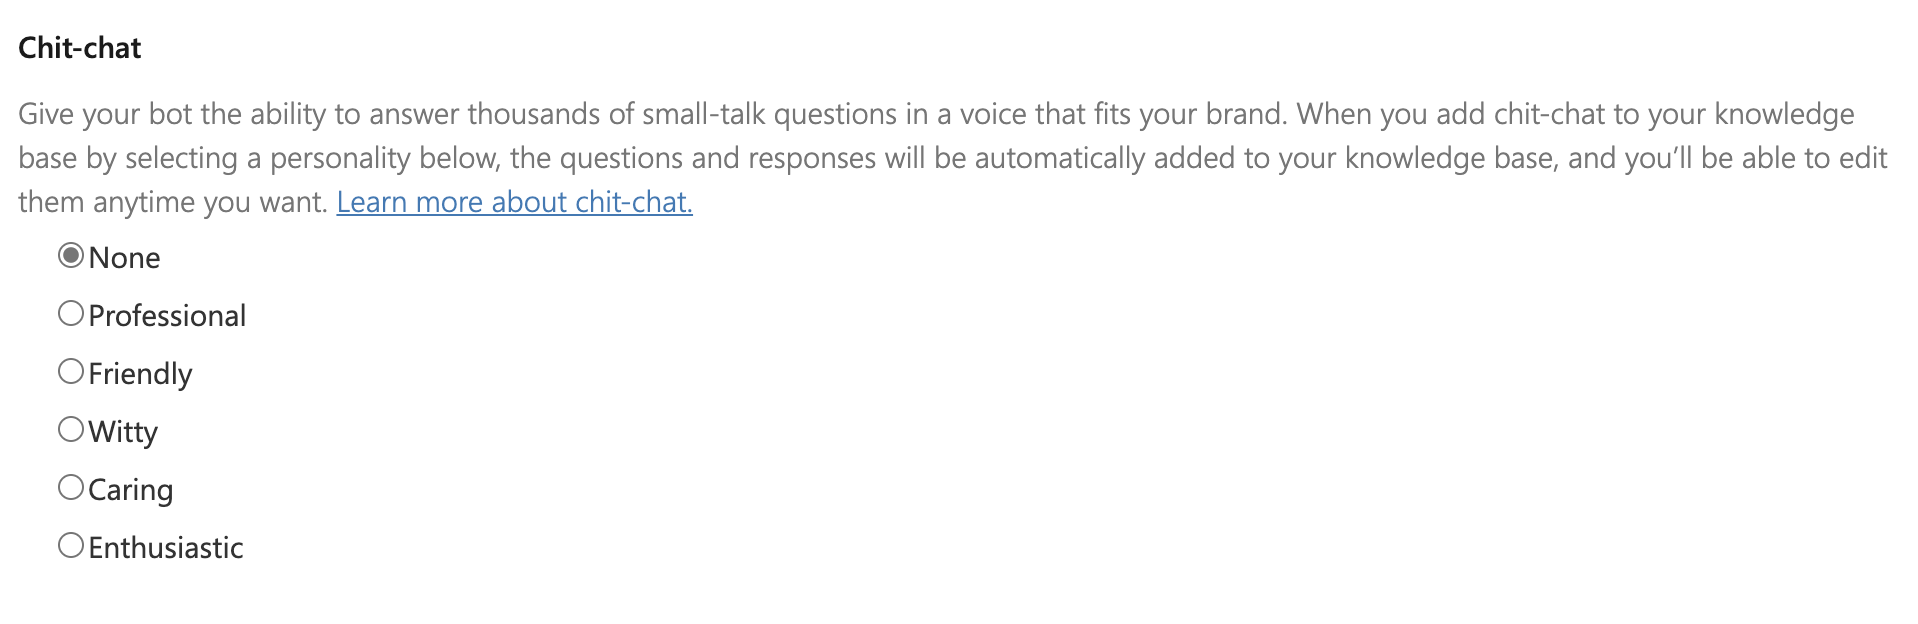 Chit-chat
Give your bot the ability to answer thousands of small-talk questions in a voice that fits your brand. When you add chit-chat to your knowledge
base by selecting a personality below, the questions and responses will be automatically added to your knowledge base, and you’ll be able to edit
them anytime you want. Learn more about chit-chat.
None
Professional
Friendly
Witty
Caring
Enthusiastic